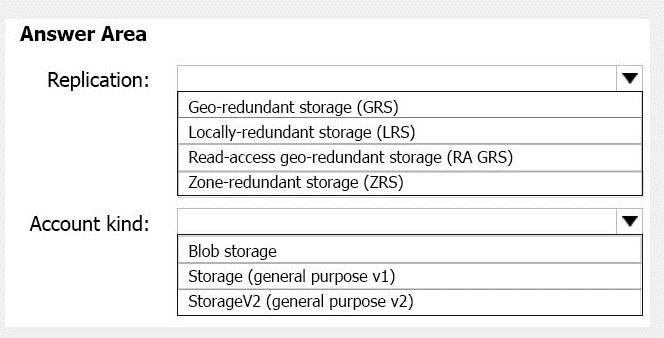 Answer Area
Replication:
Geo-redundant storage (GRS)
Locally-redundant storage (LRS)
Read-access geo-redundant storage (RA GRS)
Zone-redundant storage (ZRS)
Account kind:
Blob storage
Storage (general purpose v1)
StorageV2 (general purpose v2)